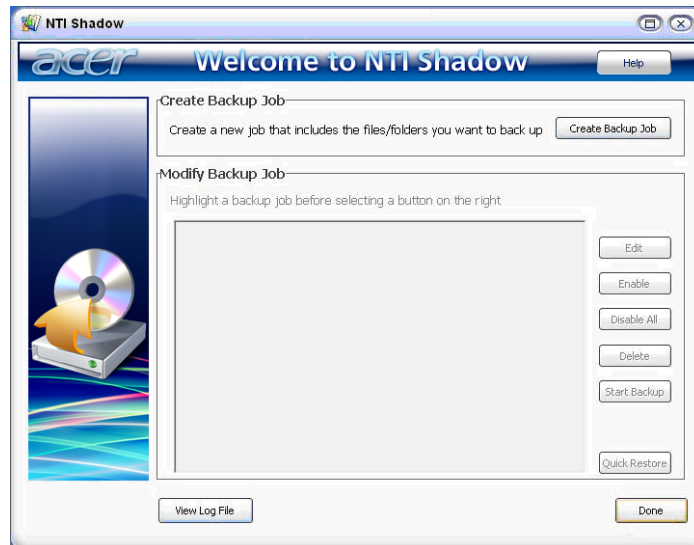 NTI Shadow
acer
Welcome to NTI Shadow
Help
Create Backup Job
Create a new job that includes the files/folders you want to back up
Create Backup Job
Modify Backup Job
Highlight a backup job before selecting a button on the right
Edit
Enable
Disable All
Delete
Start Backup
Quick Restore
View Log File
Done